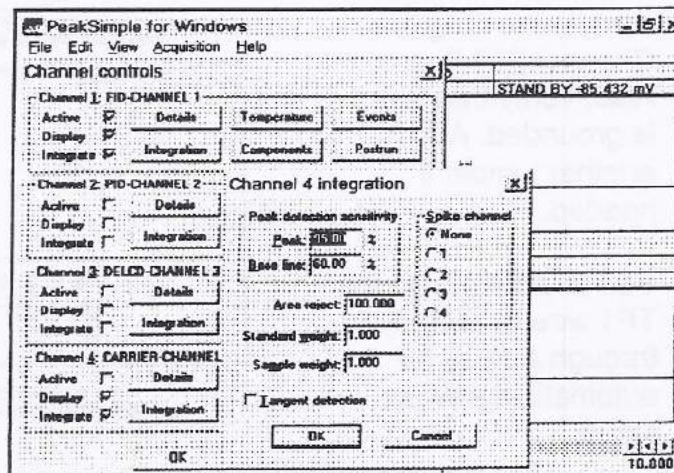 PeakSimple for Windows
File Edit View Acquisition Help
Channel controls
STAND BY -85.432 mV
Channel 1: FID-CHANNEL 1
Active Details Temperature Events
Display
Integrate Integration Components Postrun
Channel 2: PID-CHANNEL 2
Active Details
Display
Integrate Integration
Channel 3: DELCD-CHANNEL 3
Active Details
Display
Integrate Integration
Channel 4: CARRIER-CHANNEL
Active Details
Display
Integrate Integration
OK
Channel 4 integration
Peak detection sensitivity
Peak: %
Base line: 60.00 %
Spike channel
None
1
2
3
4
Area reject: 100.000
Standard weight: 1.000
Sample weight: 1.000
Tangent detection
OK Cancel
10.000